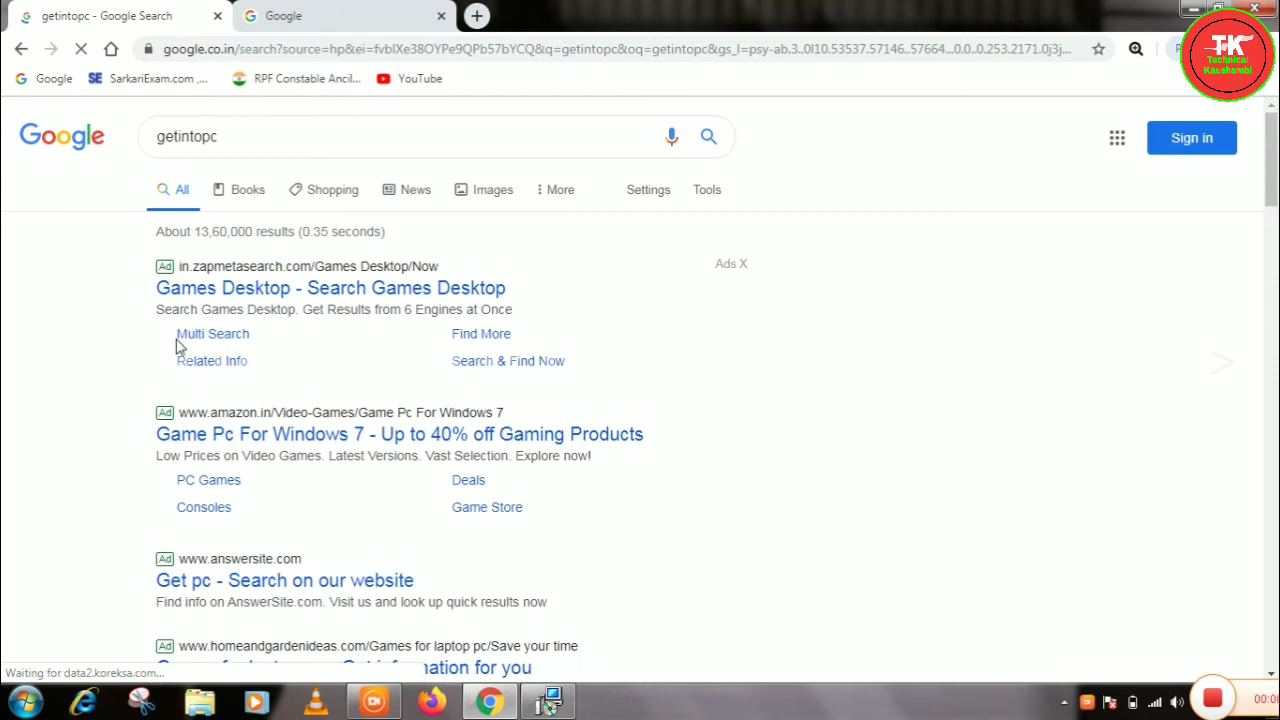 getintopc - Google Search
Google
google.co.in/search?source=hp&ei=fvblXe38OYPe9QPb57bYCQ&q=getintopc&oq=getintopc&gs_l=psy-ab.3..0l10.53537.57146..57664...0.0..0.253.2171.0j3j...
Google
SarkariExam.com ,...
RPF Constable Ancil...
YouTube
TK
Technical
Kaushambi
Google
getintopc
Sign in
All
Books
Shopping
News
Images
More
Settings
Tools
About 13,60,000 results (0.35 seconds)
Ad in.zapmetasearch.com/Games Desktop/Now
Ads X
Games Desktop - Search Games Desktop
Search Games Desktop. Get Results from 6 Engines at Once
Multi Search
Find More
Related Info
Search & Find Now
Ad www.amazon.in/Video-Games/Game Pc For Windows 7
Game Pc For Windows 7 - Up to 40% off Gaming Products
Low Prices on Video Games. Latest Versions. Vast Selection. Explore now!
PC Games
Deals
Consoles
Game Store
Ad www.answersite.com
Get pc - Search on our website
Find info on AnswerSite.com. Visit us and look up quick results now
Ad www.homeandgardenideas.com/Games for laptop pc/Save your time
Waiting for data2.koreksa.com...